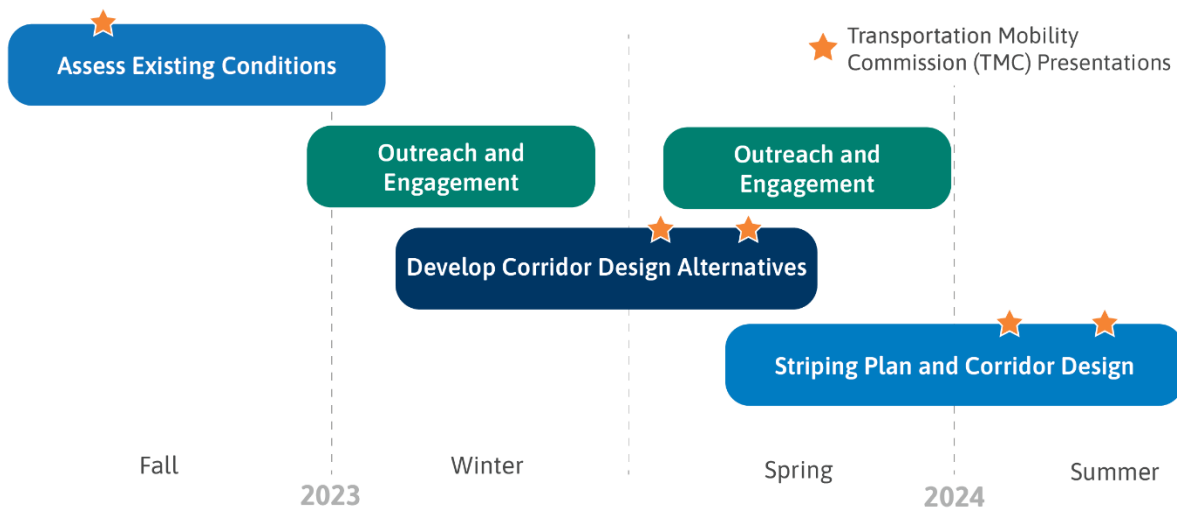 Transportation Mobility
Commission (TMC) Presentations
Assess Existing Conditions
Outreach and
Engagement
Outreach and
Engagement
Develop Corridor Design Alternatives
Striping Plan and Corridor Design
Fall
Winter
Spring
Summer
2023
2024